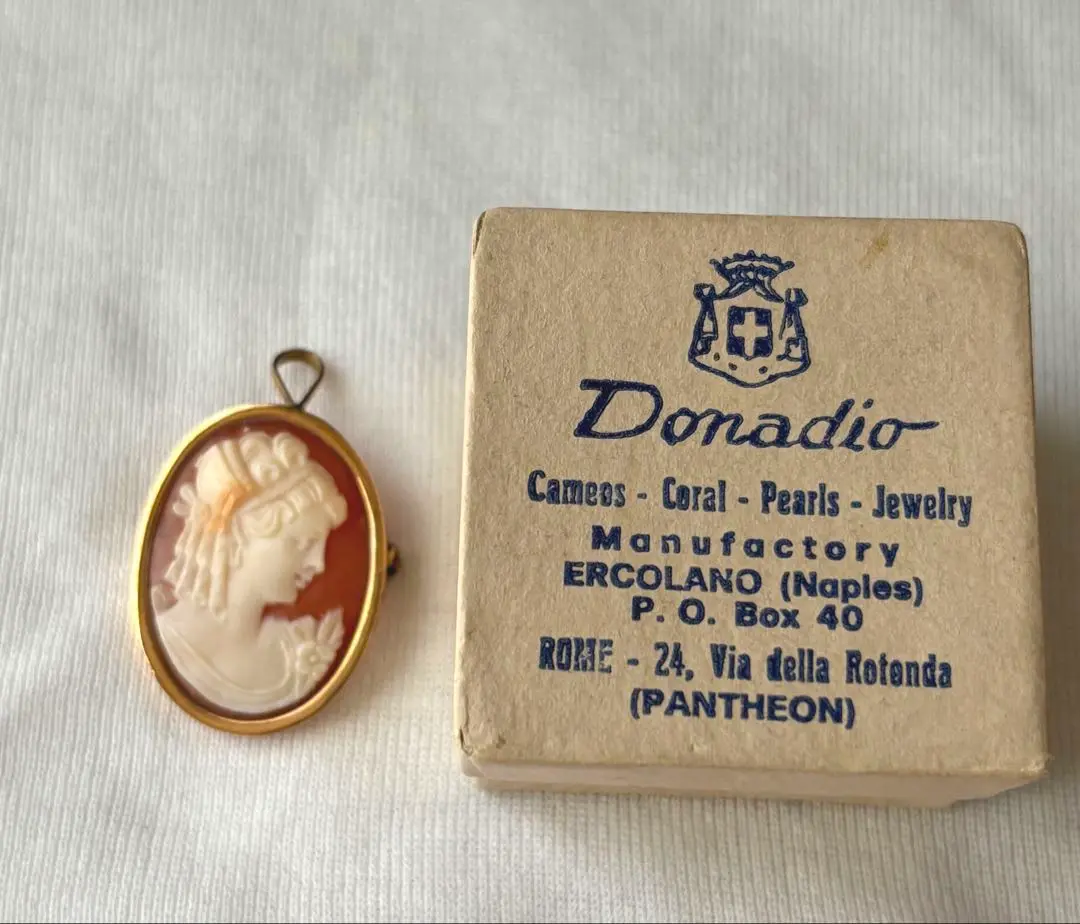 Donadio
Cameos - Coral - Pearls - Jewelry
Manufactory
ERCOLANO (Naples)
P. O. Box 40
ROME - 24, Via della Rotonda
(PANTHEON)